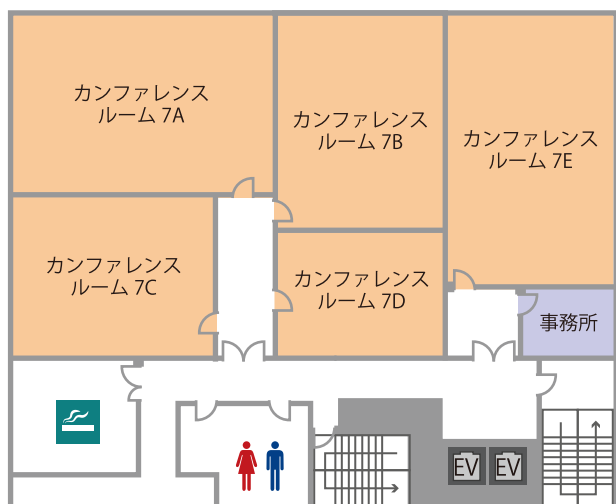 カンファレンス
ルーム 7A
カンファレンス
ルーム 7B
カンファレンス
ルーム 7E
カンファレンス
ルーム 7C
カンファレンス
ルーム 7D
事務所
EV
EV